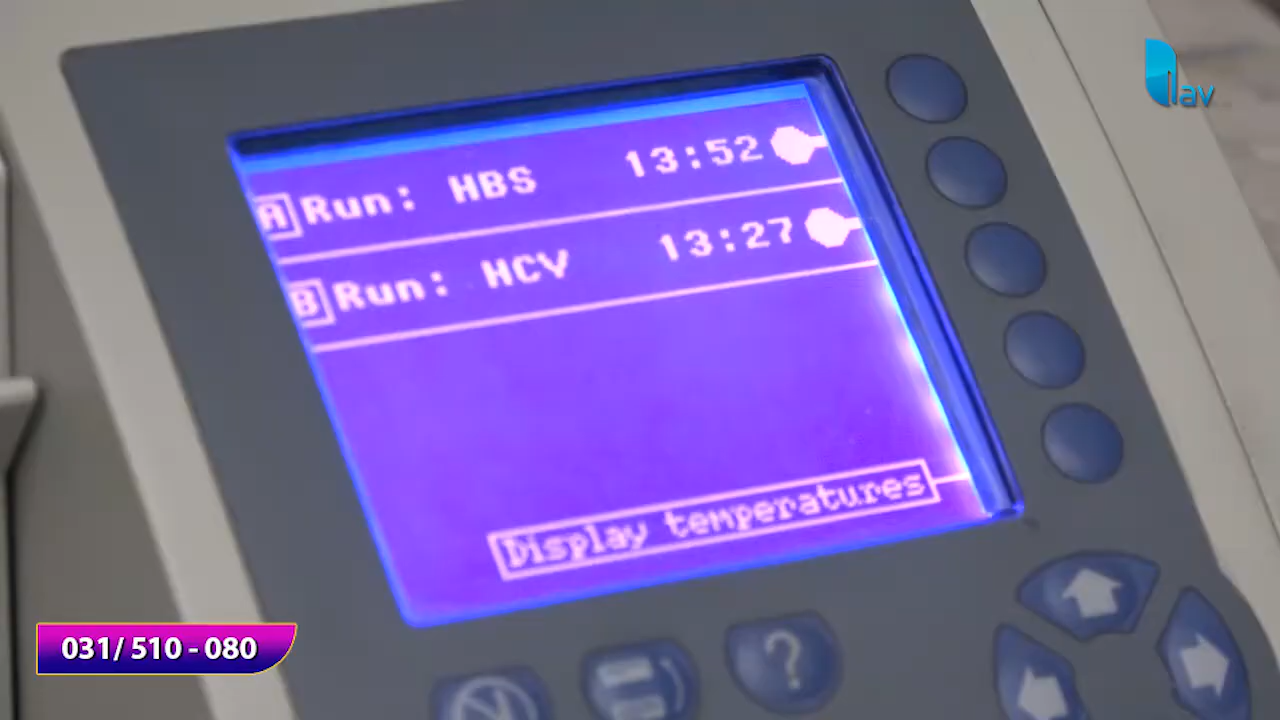 lav
A Run: HBS 13:52
B Run: HCV 13:27
Display temperatures
?
031/ 510 - 080